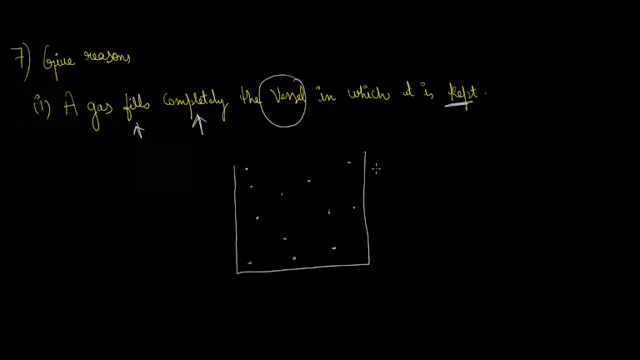 7) Give reasons
(i) A gas fills completely the Vessel in which it is kept.